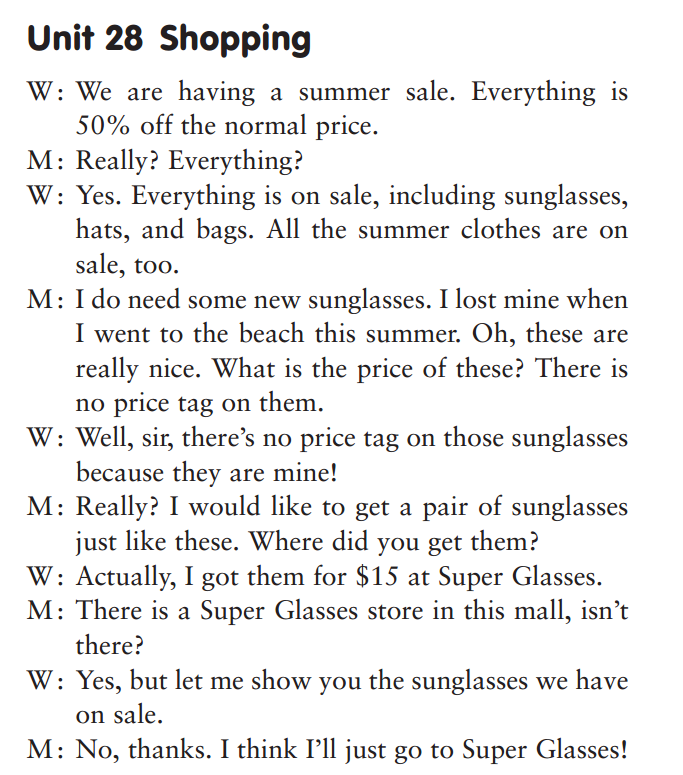 Unit 28 Shopping
W: We are having a summer sale. Everything is
50% off the normal price.
M: Really? Everything?
W: Yes. Everything is on sale, including sunglasses,
hats, and bags. All the summer clothes are on
sale, too.
M: I do need some new sunglasses. I lost mine when
I went to the beach this summer. Oh, these are
really nice. What is the price of these? There is
no price tag on them.
W: Well, sir, there’s no price tag on those sunglasses
because they are mine!
M: Really? I would like to get a pair of sunglasses
just like these. Where did you get them?
W: Actually, I got them for $15 at Super Glasses.
M: There is a Super Glasses store in this mall, isn’t
there?
W: Yes, but let me show you the sunglasses we have
on sale.
M: No, thanks. I think I’ll just go to Super Glasses!